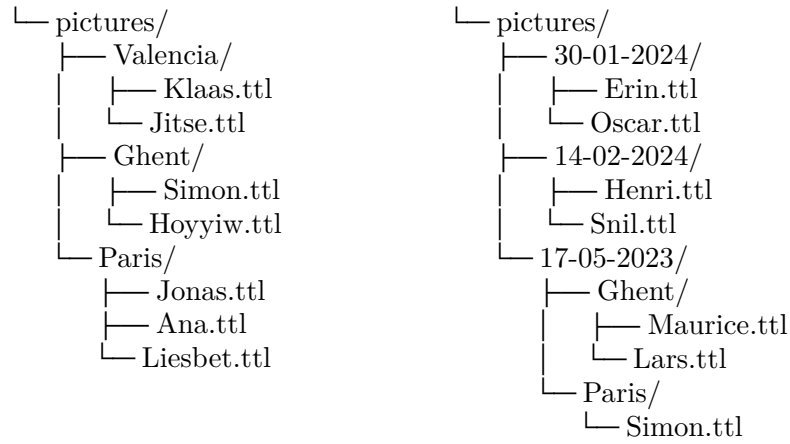 pictures/
Valencia/
Klaas.ttl
Jitse.ttl
Ghent/
Simon.ttl
Hoyyiw.ttl
Paris/
Jonas.ttl
Ana.ttl
Liesbet.ttl
pictures/
30-01-2024/
Erin.ttl
Oscar.ttl
14-02-2024/
Henri.ttl
Snil.ttl
17-05-2023/
Ghent/
Maurice.ttl
Lars.ttl
Paris/
Simon.ttl